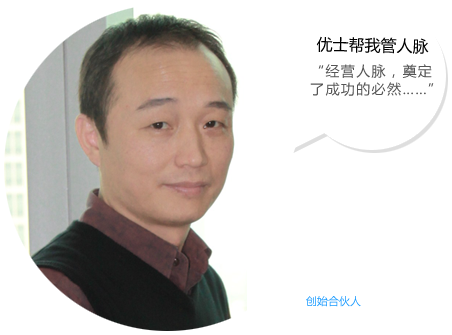 优士帮我管人脉
“经营人脉，奠定
了成功的必然……”
创始合伙人